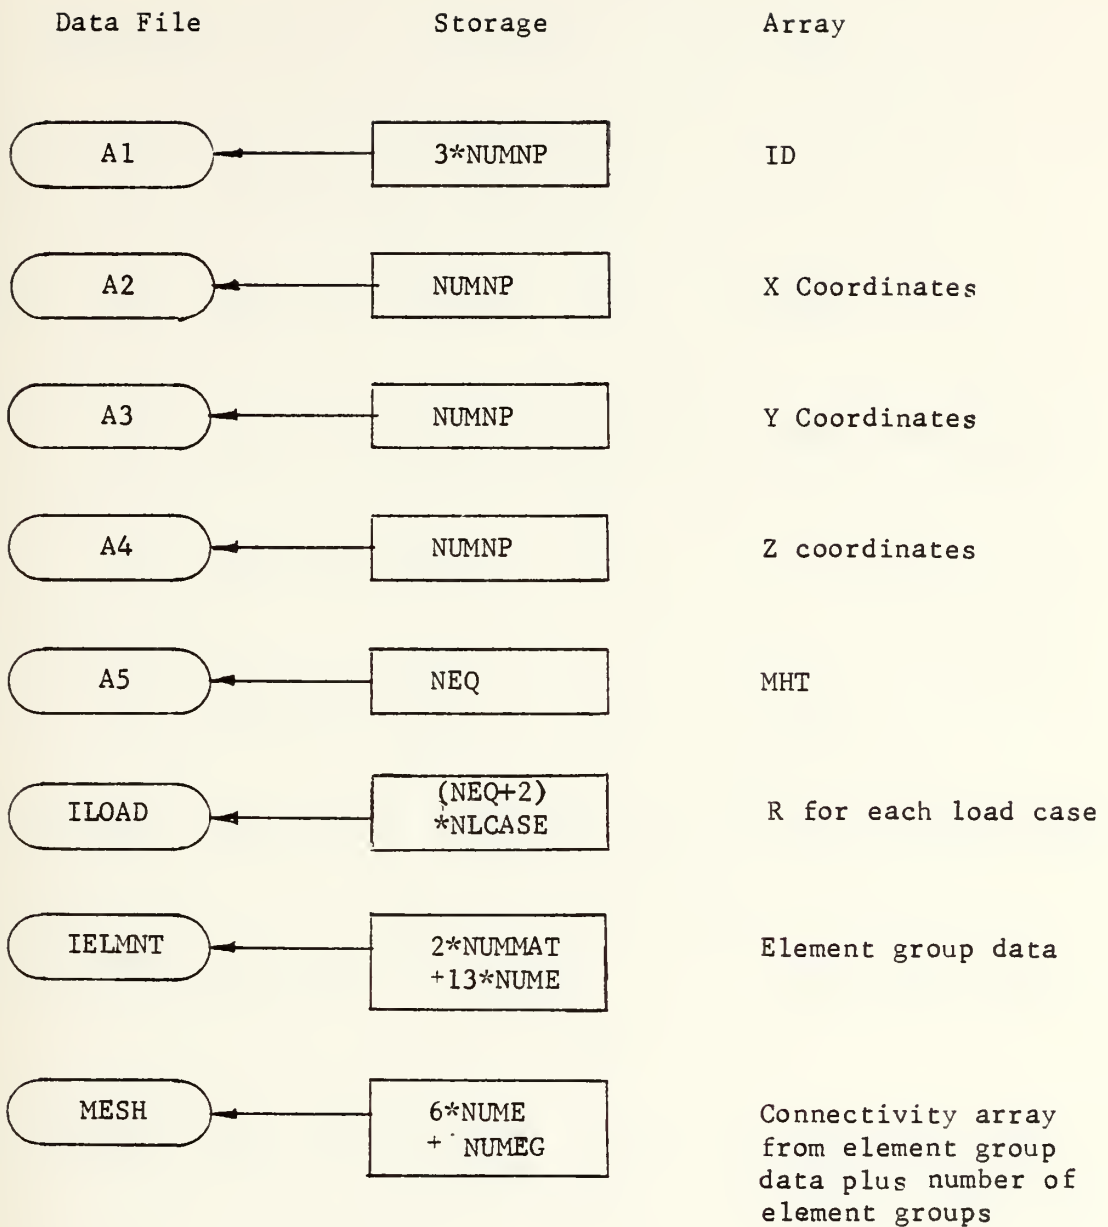 Data File Storage Array
A1 3*NUMNP ID
A2 NUMNP X Coordinates
A3 NUMNP Y Coordinates
A4 NUMNP Z coordinates
A5 NEQ MHT
ILOAD (NEQ+2)
*NLCASE R for each load case
IELMNT 2*NUMMAT
+13*NUME Element group data
MESH 6*NUME
+ NUMEG Connectivity array
from element group
data plus number of
element groups